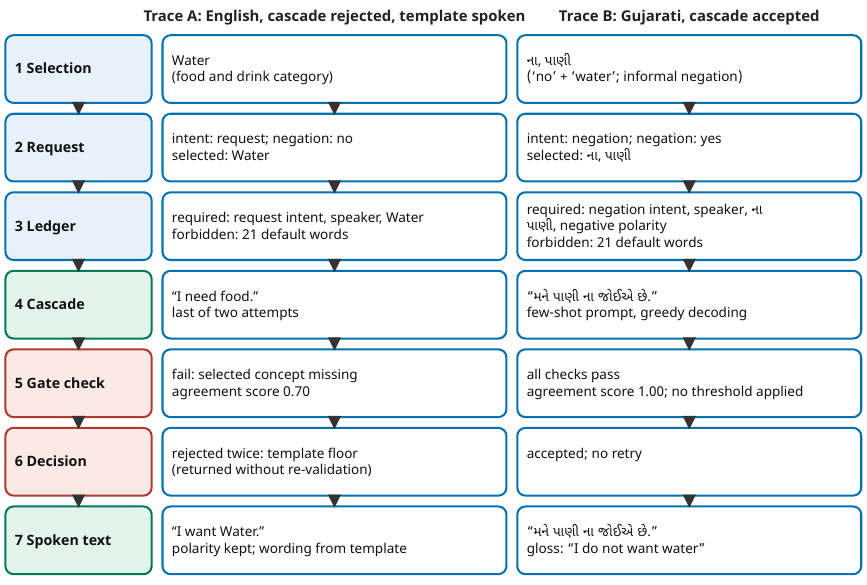 Trace A: English, cascade rejected, template spoken
Trace B: Gujarati, cascade accepted
1 Selection
Water
(food and drink category)
ના, પાણી
(‘no’ + ‘water’; informal negation)
2 Request
intent: request; negation: no
selected: Water
intent: negation; negation: yes
selected: ના, પાણી
3 Ledger
required: request intent, speaker, Water
forbidden: 21 default words
required: negation intent, speaker, ના
પાણી, negative polarity
forbidden: 21 default words
4 Cascade
“I need food.”
last of two attempts
“મને પાણી ના જોઈએ છે.”
few-shot prompt, greedy decoding
5 Gate check
fail: selected concept missing
agreement score 0.70
all checks pass
agreement score 1.00; no threshold applied
6 Decision
rejected twice: template floor
(returned without re-validation)
accepted; no retry
7 Spoken text
“I want Water.”
polarity kept; wording from template
“મને પાણી ના જોઈએ છે.”
gloss: “I do not want water”